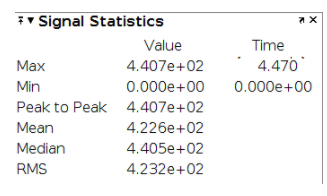 Signal Statistics
Value Time
Max 4.407e+02 4.470
Min 0.000e+00 0.000e+00
Peak to Peak 4.407e+02
Mean 4.226e+02
Median 4.405e+02
RMS 4.232e+02